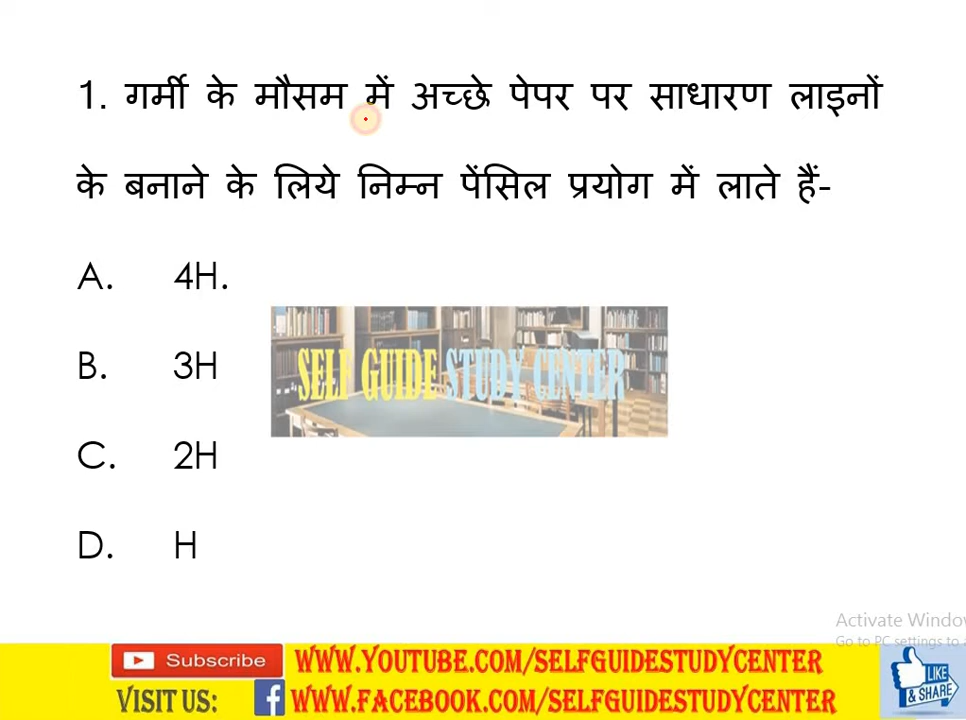 1. गर्मी के मौसम में अच्छे पेपर पर साधारण लाइनों
के बनाने के लिये निम्न पेंसिल प्रयोग में लाते हैं-
A. 4H.
B. 3H
SELF GUIDE STUDY CENTER
C. 2H
D. H
Activate Window
Go to PC settings to a
Subscribe WWW.YOUTUBE.COM/SELFGUIDESTUDYCENTER
VISIT US: f WWW.FACEBOOK.COM/SELFGUIDESTUDYCENTER
LIKE
& SHARE